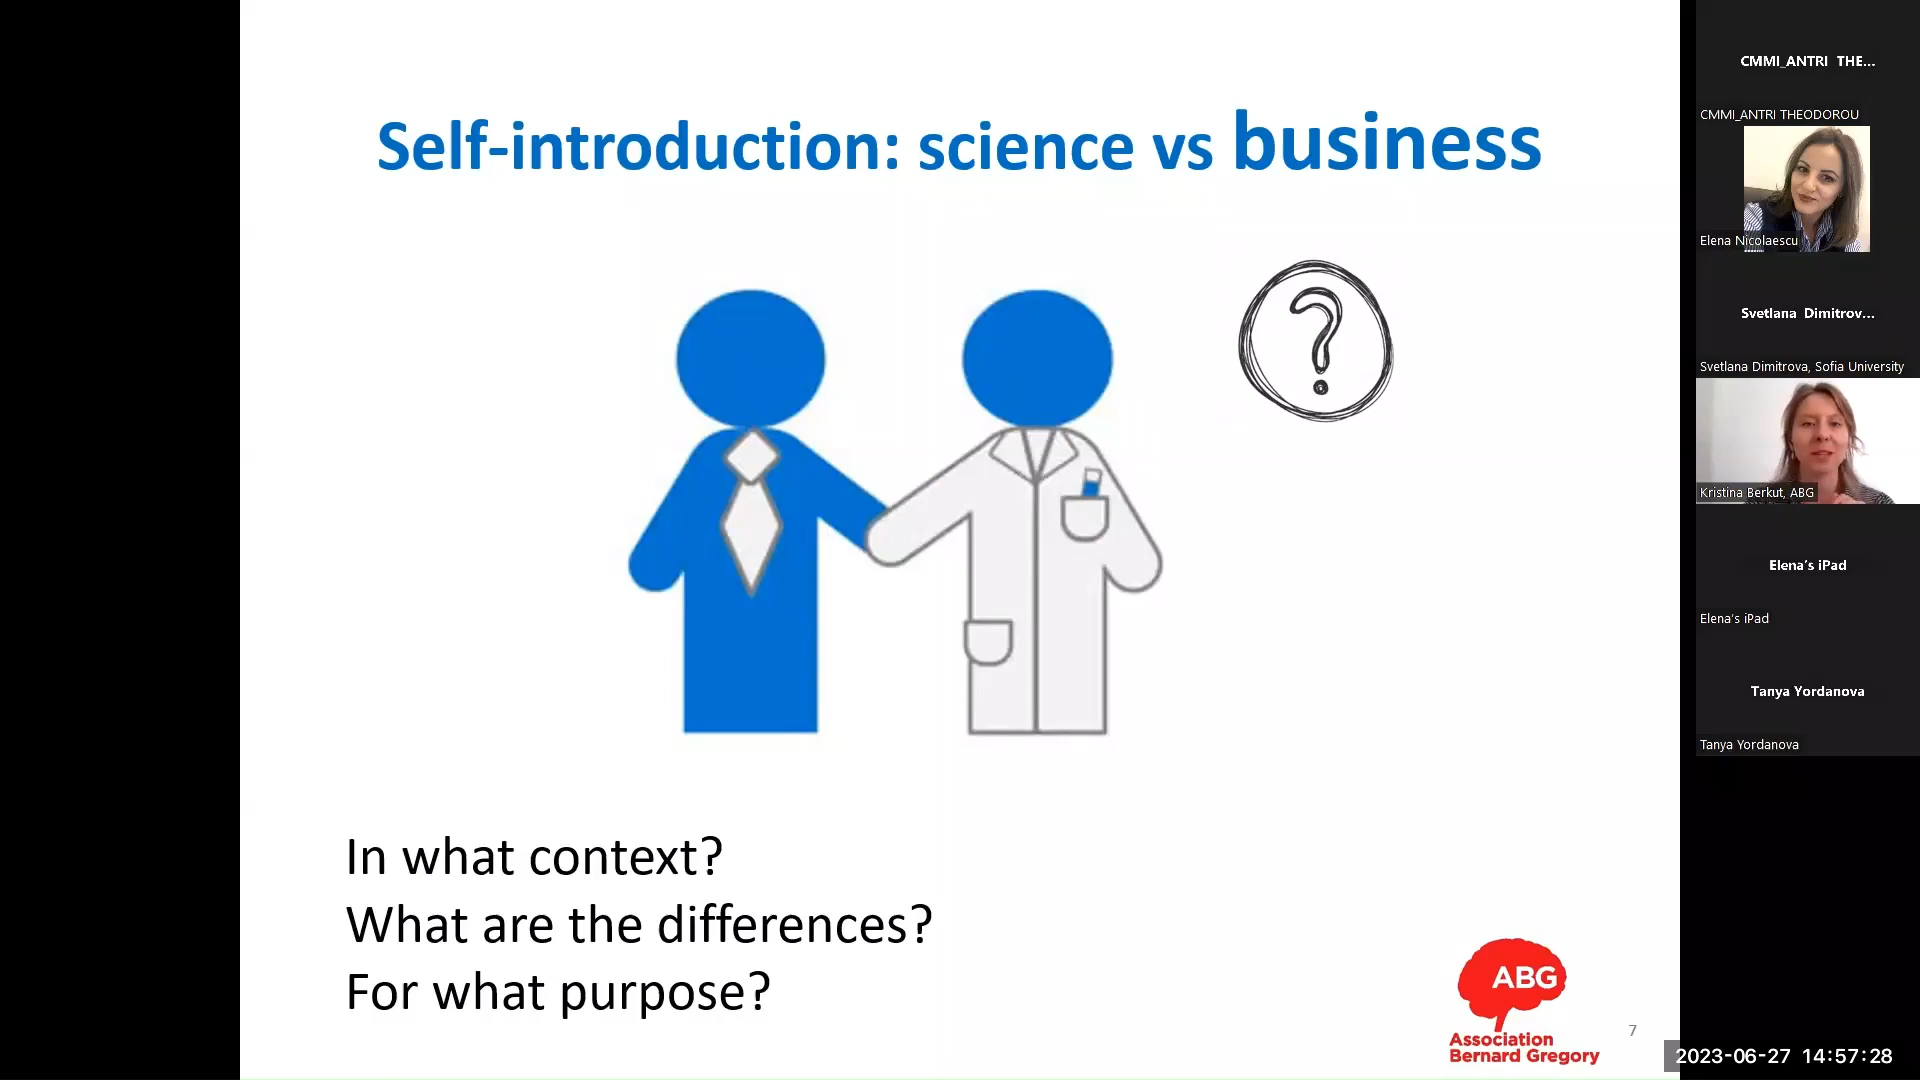 Self-introduction: science vs business
?
In what context?
What are the differences?
For what purpose?
ABG
Association
Bernard Gregory
7
CMMI_ANTRI THE...
CMMI_ANTRI THEODOROU
Elena Nicolaescu
Svetlana Dimitrov...
Svetlana Dimitrova, Sofia University
Kristina Berkut, ABG
Elena's iPad
Elena's iPad
Tanya Yordanova
Tanya Yordanova
2023-06-27 14:57:28